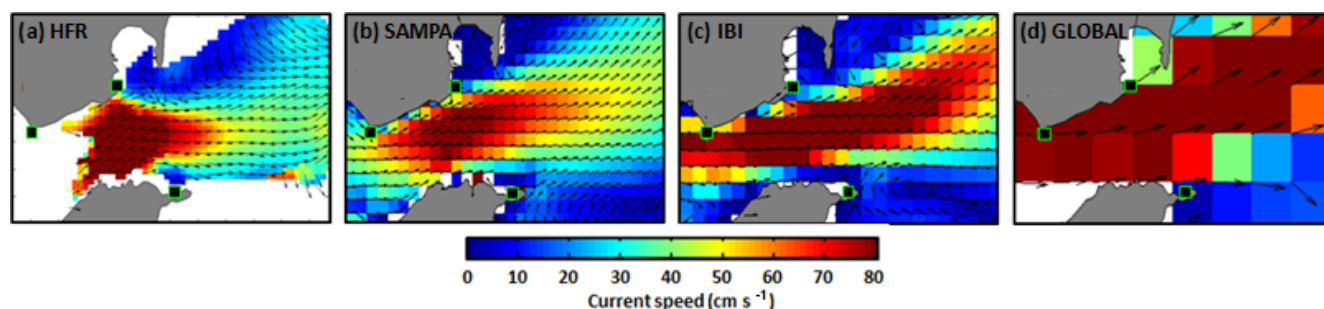 (a) HFR
(b) SAMPA
(c) IBI
(d) GLOBAL
0 10 20 30 40 50 60 70 80
Current speed (cm s -1)